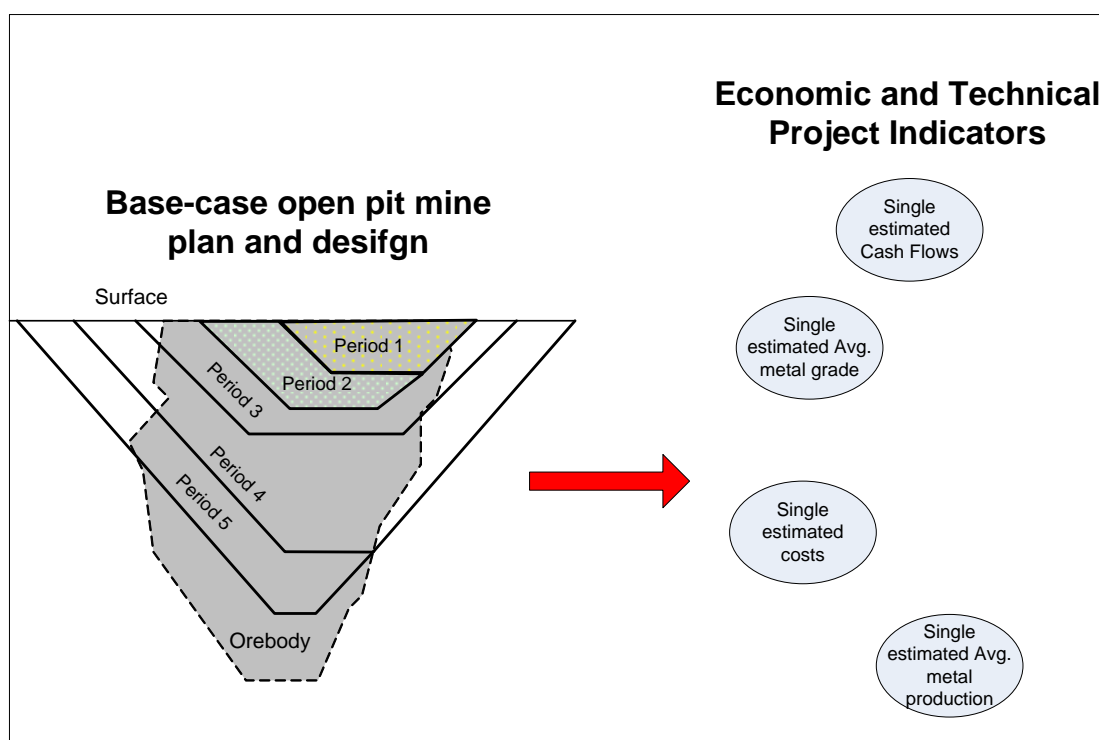 Economic and Technical
Project Indicators
Base-case open pit mine
plan and desifgn
Surface
Period 1
Period 2
Period 3
Period 4
Period 5
Orebody
Single
estimated
Cash Flows
Single
estimated Avg.
metal grade
Single
estimated
costs
Single
estimated Avg.
metal
production